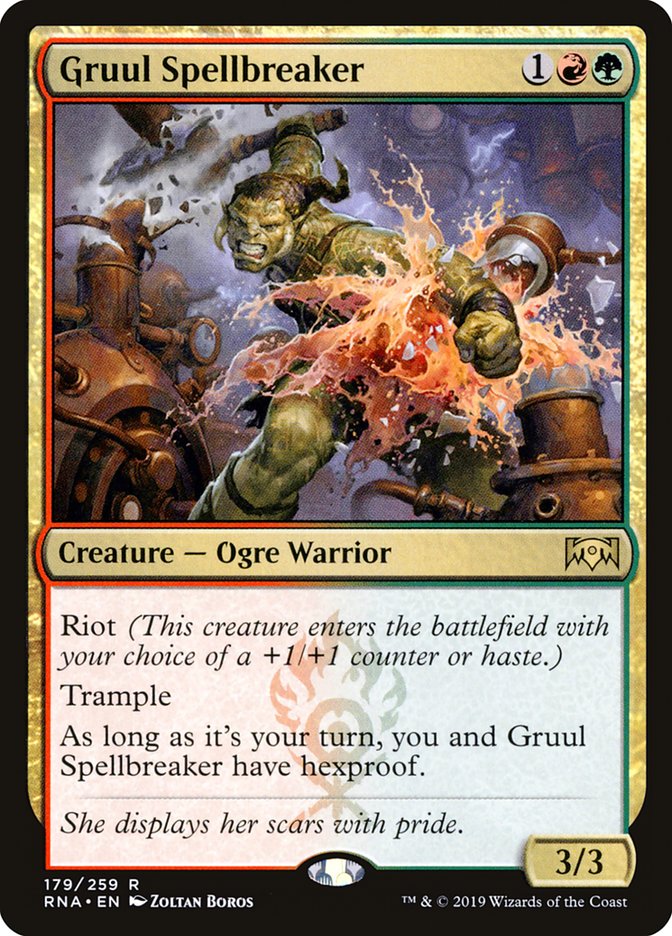 Gruul Spellbreaker 1
Creature — Ogre Warrior
Riot (This creature enters the battlefield with
your choice of a +1/+1 counter or haste.)
Trample
As long as it's your turn, you and Gruul
Spellbreaker have hexproof.
She displays her scars with pride.
3/3
179/259 R
RNA • EN Zoltan Boros
™ & © 2019 Wizards of the Coast